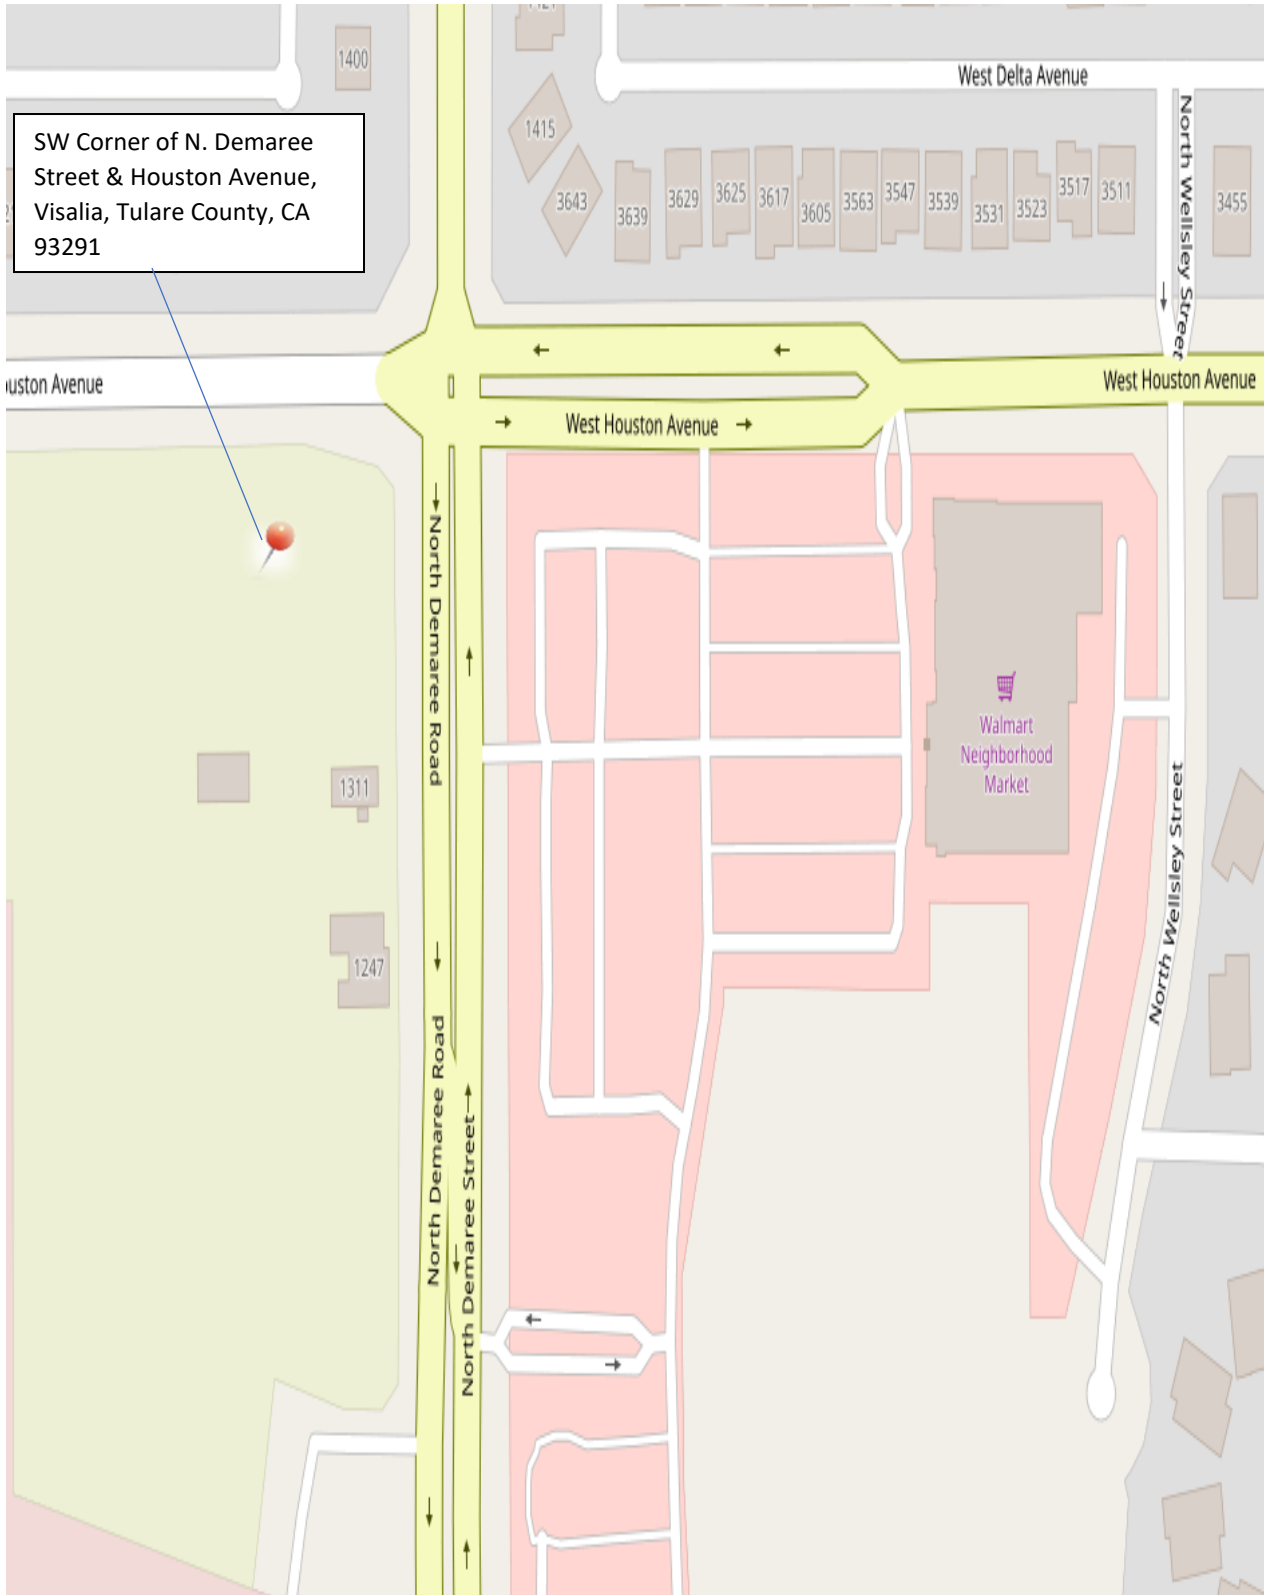 1421
1400
West Delta Avenue
SW Corner of N. Demaree
Street & Houston Avenue,
Visalia, Tulare County, CA
93291
1415
3643
3639
3629
3625
3617
3605
3563
3547
3539
3531
3523
3517
3511
North Wellsley Street
3455
ouston Avenue
West Houston Avenue
West Houston Avenue
North Demaree Road
Walmart
Neighborhood
Market
1311
North Wellsley Street
1247
North Demaree Road
North Demaree Street